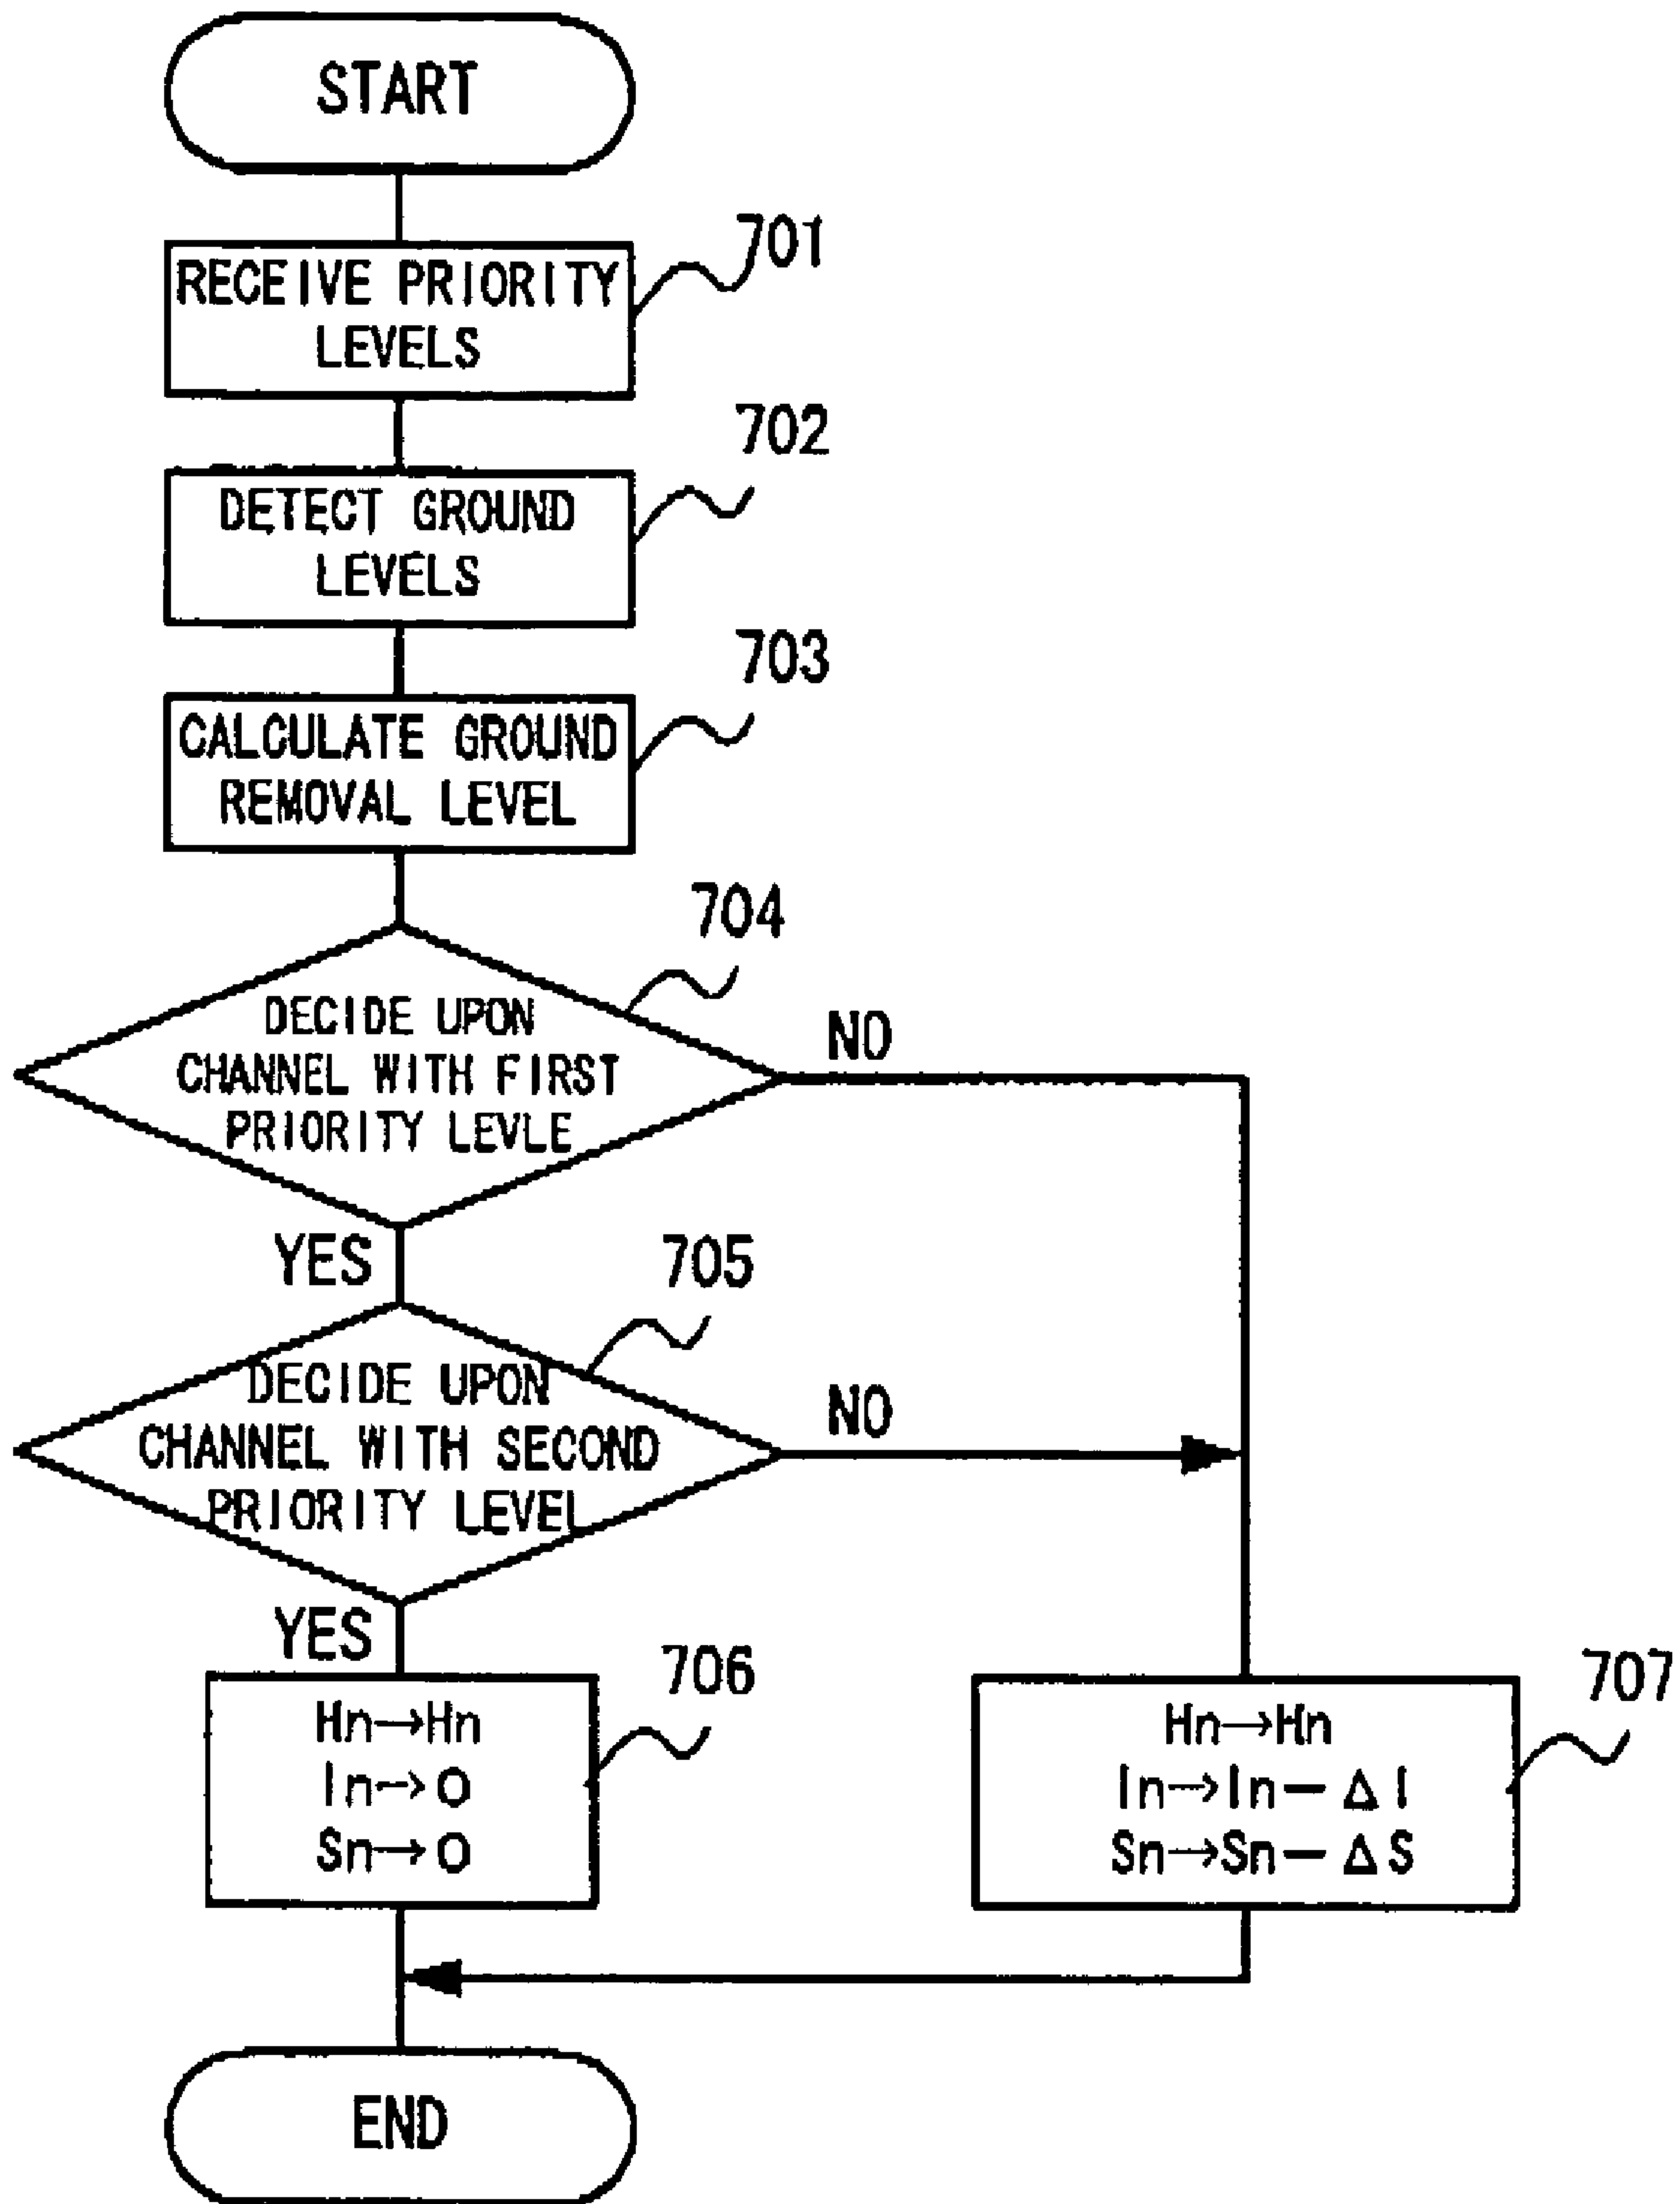 START
701
RECEIVE PRIORITY
LEVELS
702
DETECT GROUND
LEVELS
703
CALCULATE GROUND
REMOVAL LEVEL
704
DECIDE UPON
CHANNEL WITH FIRST
PRIORITY LEVLE
NO
YES
705
DECIDE UPON
CHANNEL WITH SECOND
PRIORITY LEVEL
NO
YES
706
Hn→Hn
In→0
Sn→0
707
Hn→Hn
In→In－ΔI
Sn→Sn－ΔS
END